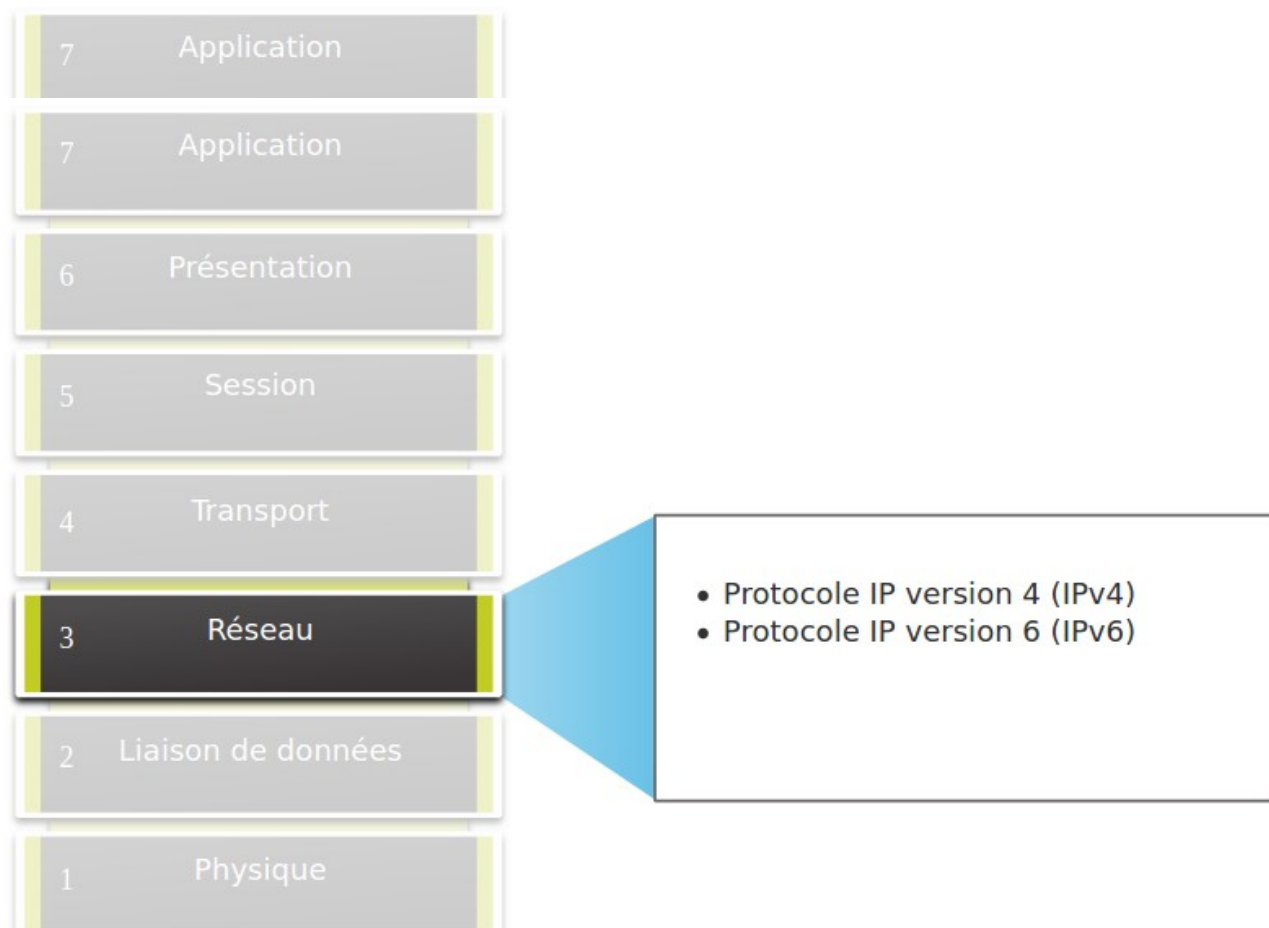 7 Application
7 Application
6 Présentation
5 Session
4 Transport
3 Réseau
• Protocole IP version 4 (IPv4)
• Protocole IP version 6 (IPv6)
2 Liaison de données
1 Physique